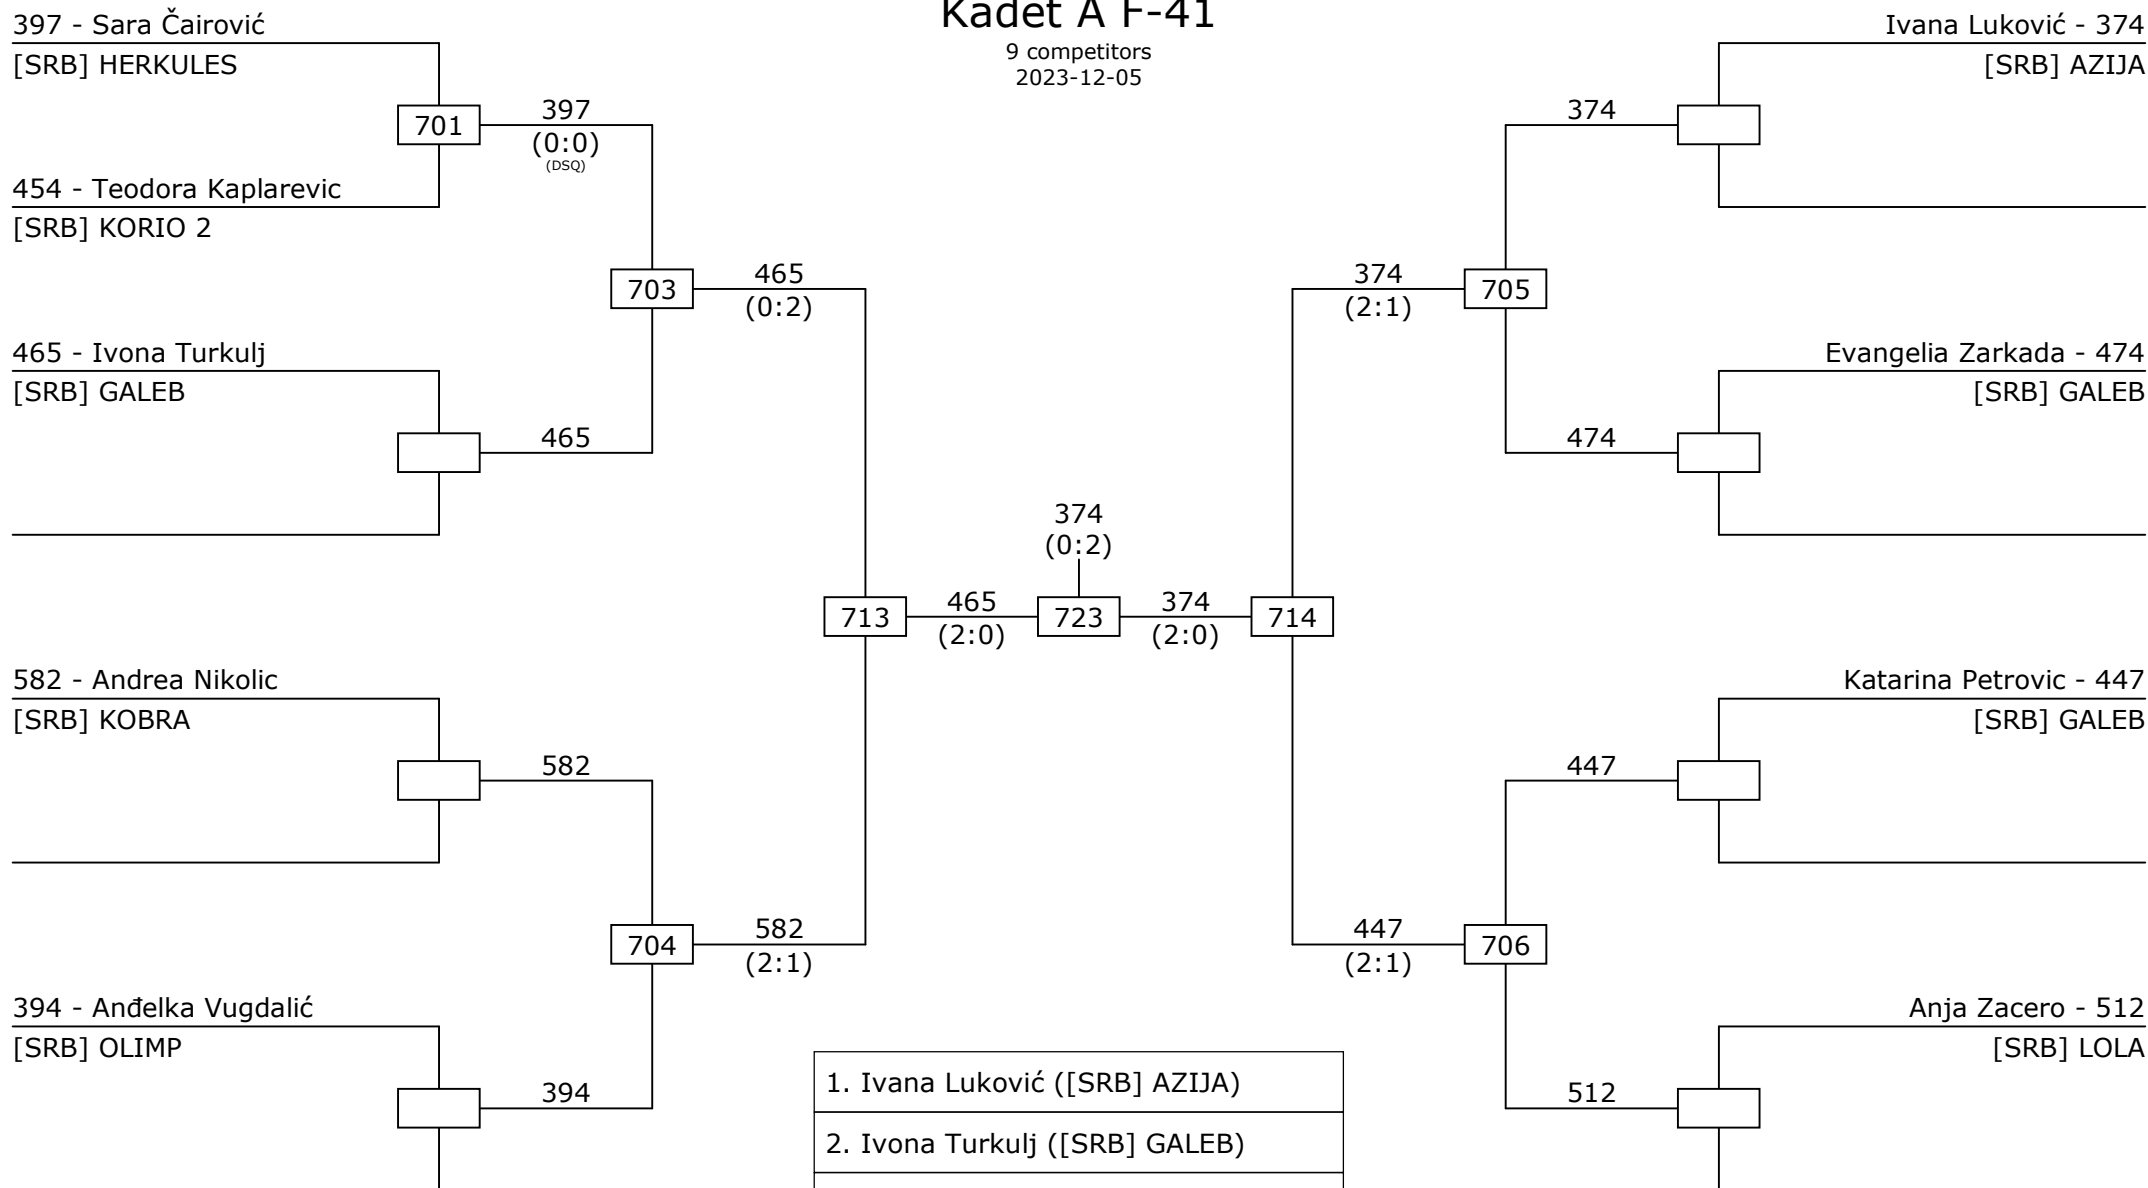 Kadet A F-41
9 competitors
2023-12-05
397 - Sara Čairović
[SRB] HERKULES
701
397
(0:0)
(DSQ)
454 - Teodora Kaplarevic
[SRB] KORIO 2
703
465
(0:2)
465 - Ivona Turkulj
[SRB] GALEB
465
582 - Andrea Nikolic
[SRB] KOBRA
582
704
582
(2:1)
394 - Anđelka Vugdalić
[SRB] OLIMP
394
713
465
(2:0)
374
(0:2)
723
374
(2:0)
714
Ivana Luković - 374
[SRB] AZIJA
374
374
(2:1)
705
Evangelia Zarkada - 474
[SRB] GALEB
474
Katarina Petrovic - 447
[SRB] GALEB
447
447
(2:1)
706
Anja Zacero - 512
[SRB] LOLA
512
1. Ivana Luković ([SRB] AZIJA)
2. Ivona Turkulj ([SRB] GALEB)